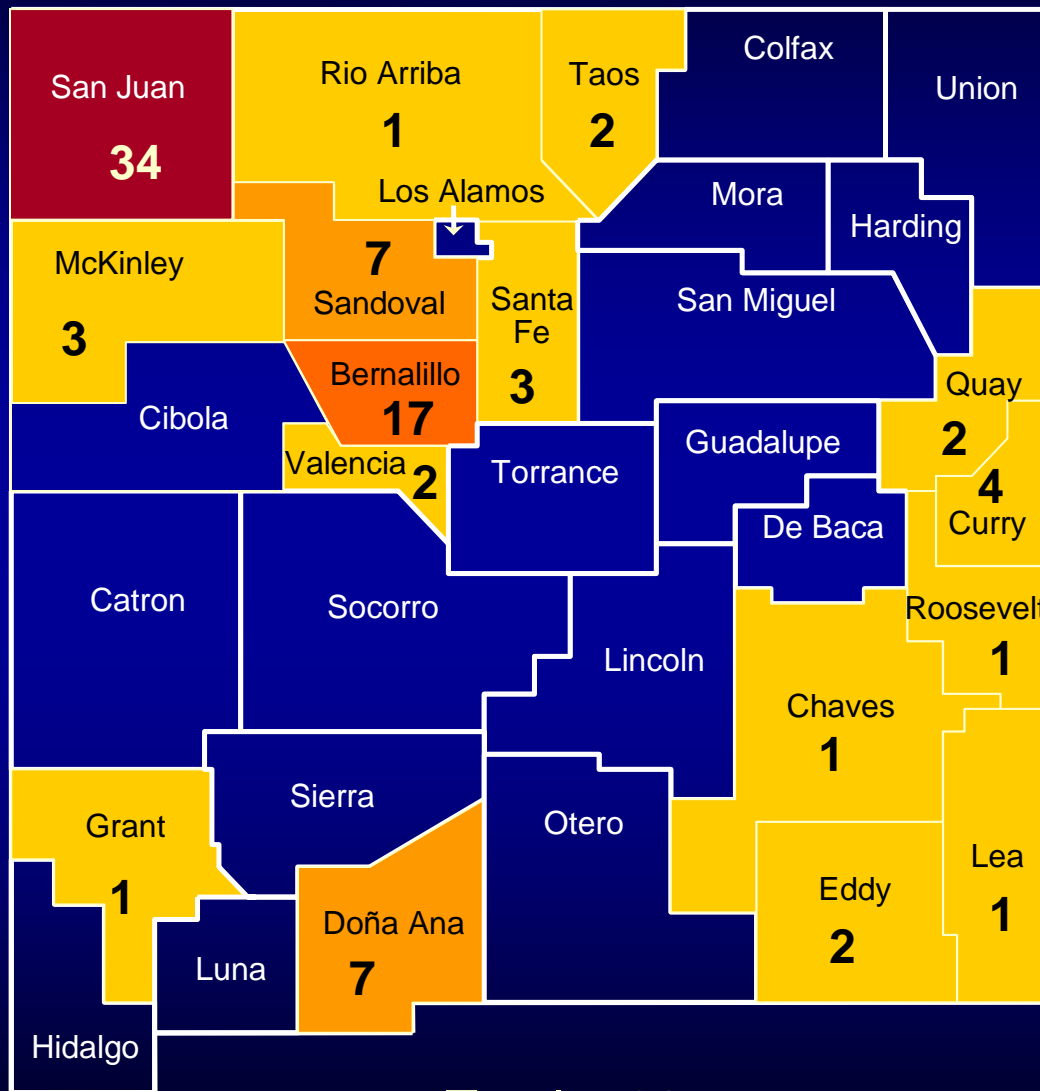 Colfax
Rio Arriba
1
Taos
2
San Juan
34
Union
Los Alamos
Mora
Harding
McKinley
3
7
Sandoval
Santa
Fe
3
San Miguel
Bernalillo
17
Quay
2
Cibola
Guadalupe
Valencia
2
Torrance
4
Curry
De Baca
Catron
Socorro
Roosevelt
1
Lincoln
Chaves
1
Sierra
Otero
Grant
1
Lea
1
Eddy
2
Doña Ana
7
Luna
Hidalgo